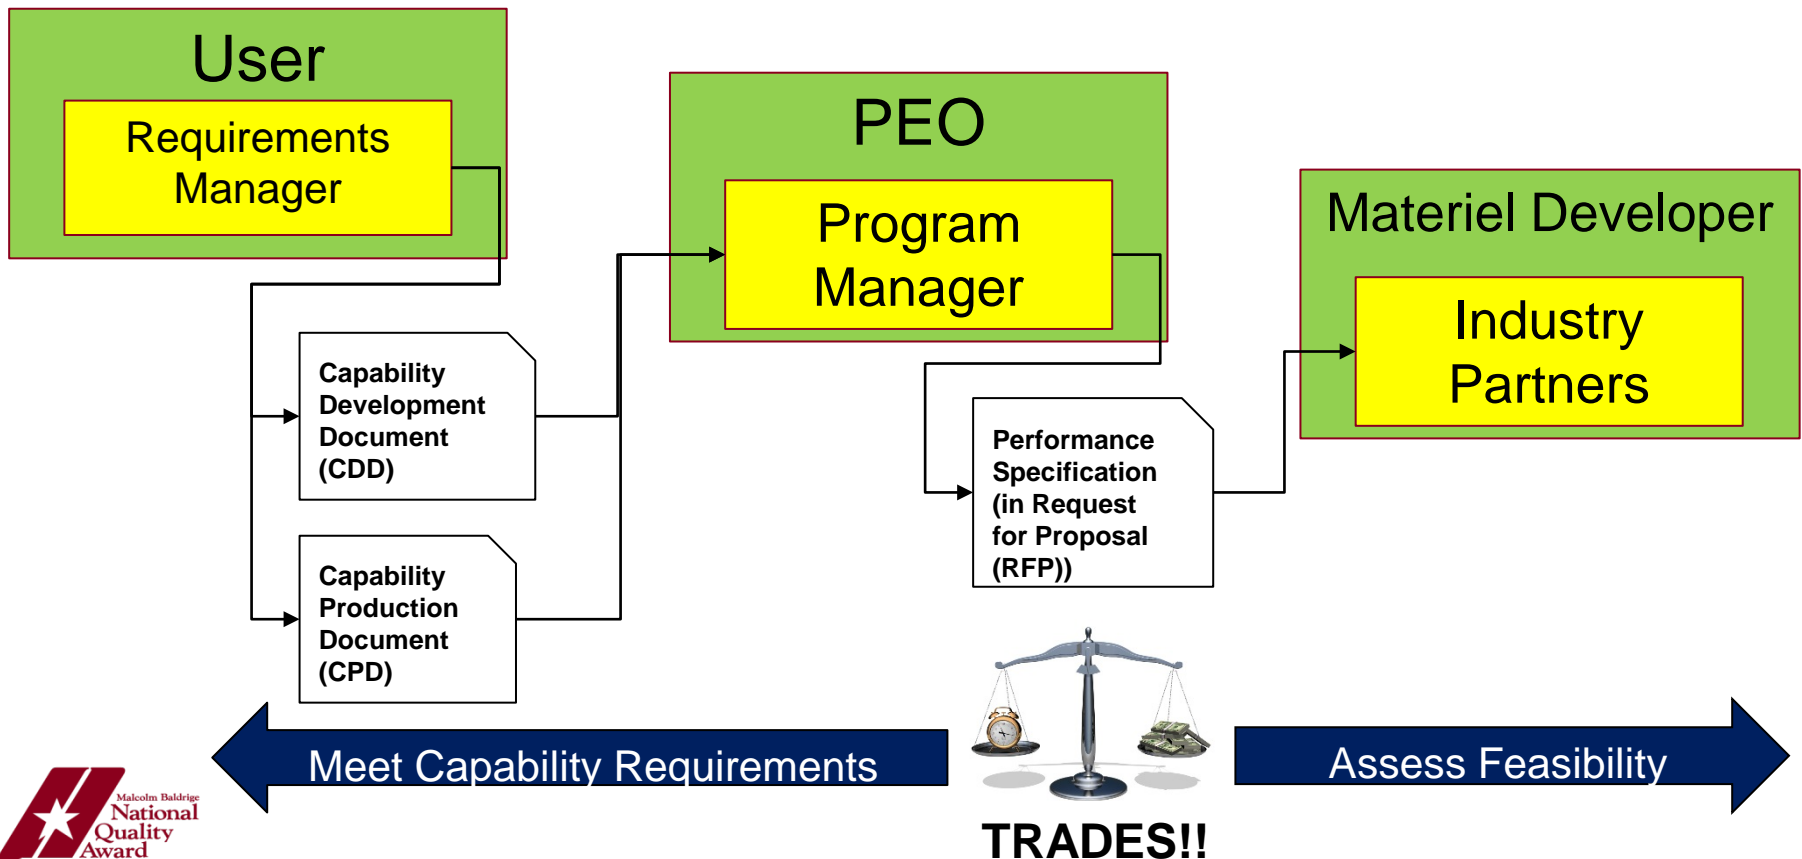 User
Requirements
Manager
PEO
Program
Manager
Materiel Developer
Industry
Partners
Capability
Development
Document
(CDD)
Capability
Production
Document
(CPD)
Performance
Specification
(in Request
for Proposal
(RFP))
Meet Capability Requirements
Assess Feasibility
TRADES!!
Malcolm Baldrige
National
Quality
Award